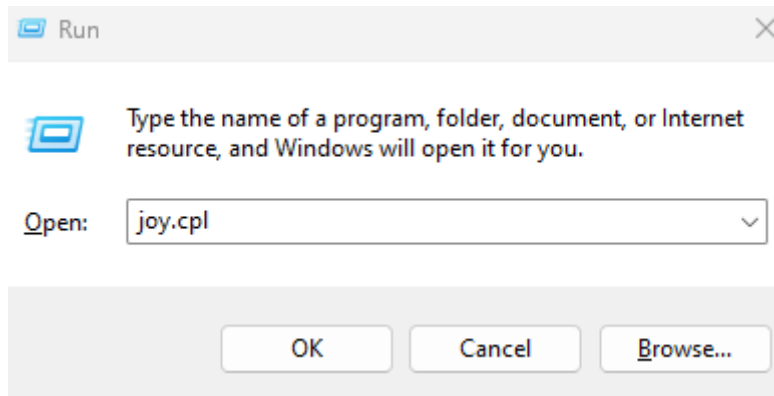 Run
Type the name of a program, folder, document, or Internet
resource, and Windows will open it for you.
Open: joy.cpl
OK Cancel Browse...